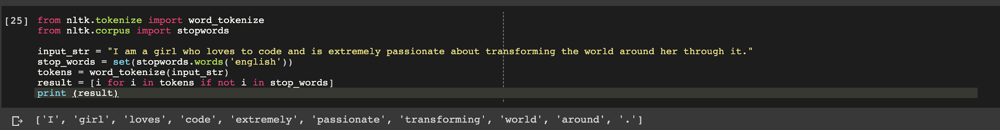 [25] from nltk.tokenize import word_tokenize
from nltk.corpus import stopwords
input_str = "I am a girl who loves to code and is extremely passionate about transforming the world around her through it."
stop_words = set(stopwords.words('english'))
tokens = word_tokenize(input_str)
result = [i for i in tokens if not i in stop_words]
print (result)
['I', 'girl', 'loves', 'code', 'extremely', 'passionate', 'transforming', 'world', 'around', '.']